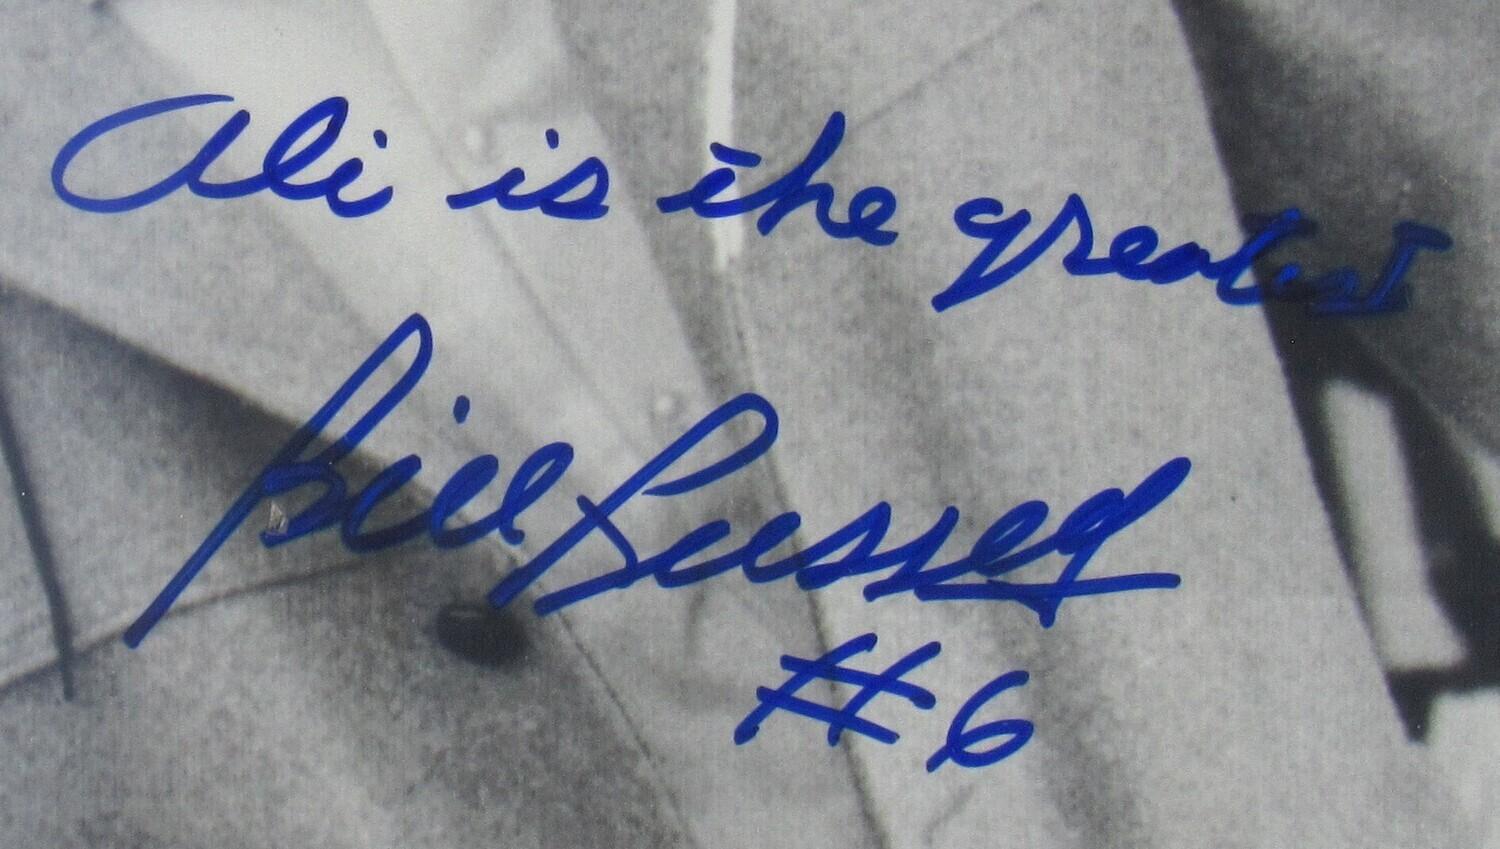 Ali is the greatest
Bill Russell
#6